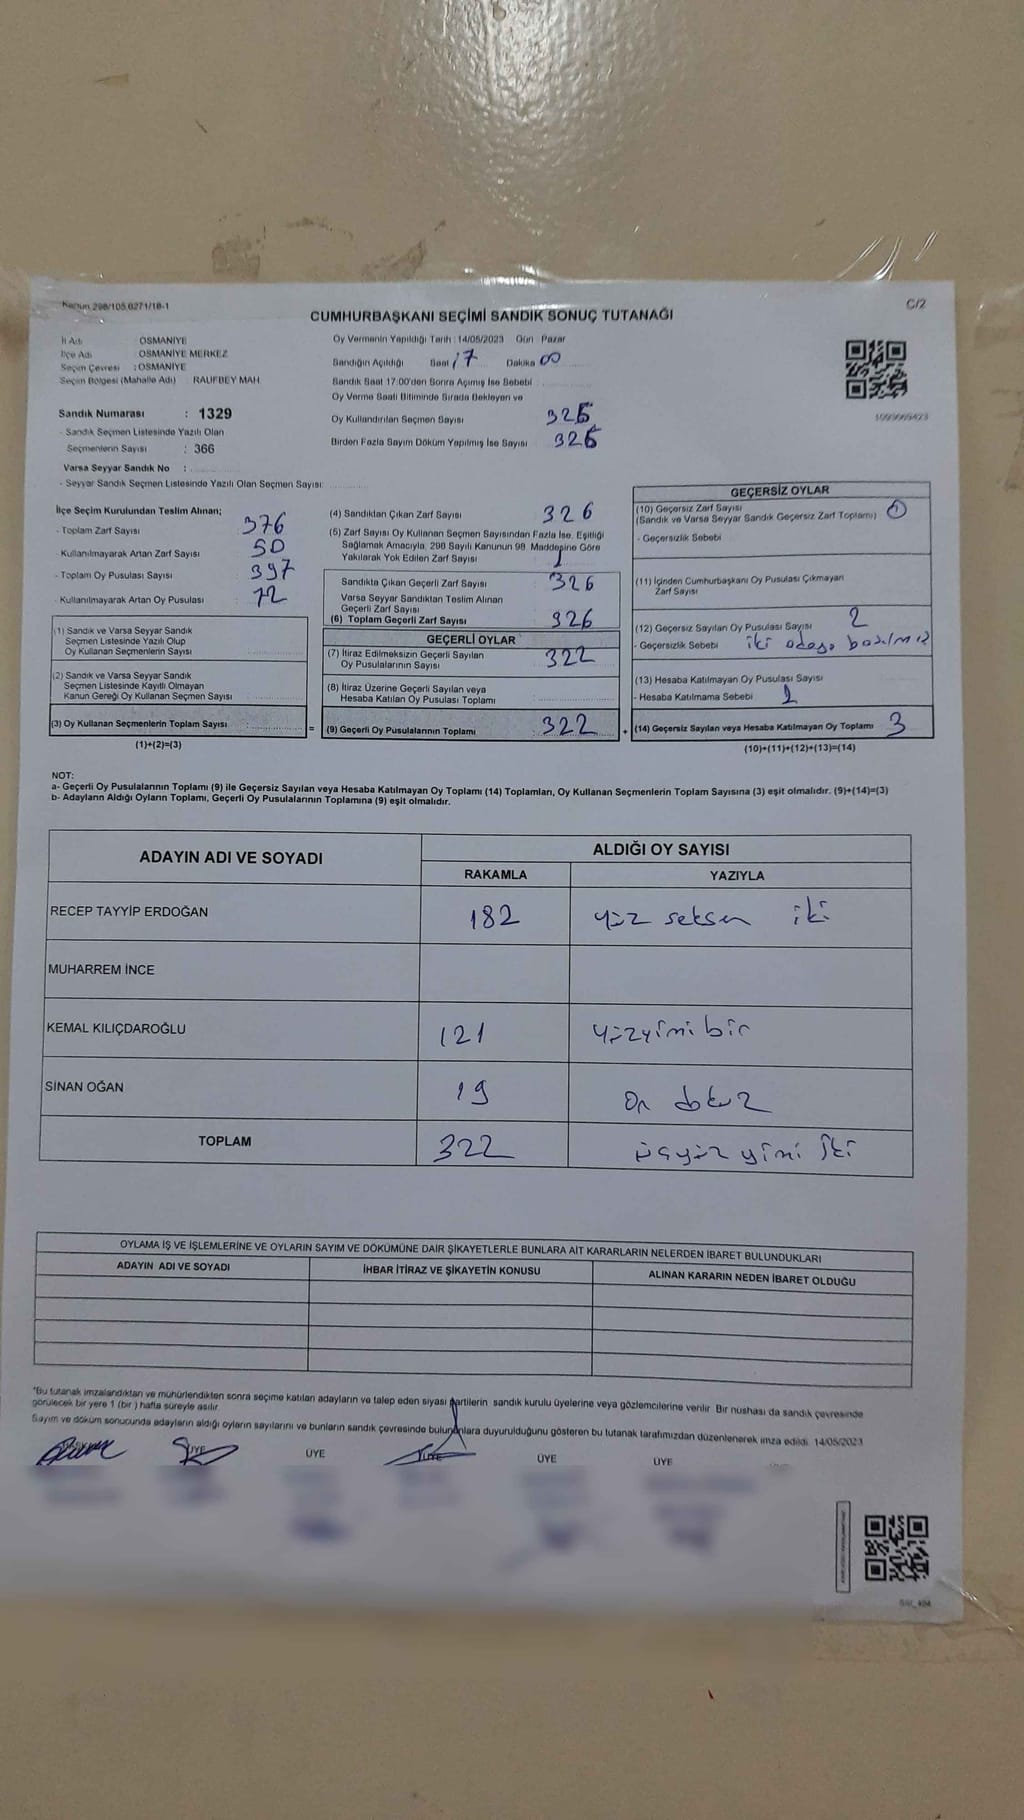 Kanun 298/105,6271/18-1
C/2
CUMHURBAŞKANI SEÇİMİ SANDIK SONUÇ TUTANAĞI
İl Adı OSMANİYE
İlçe Adı OSMANİYE MERKEZ
Seçim Çevresi : OSMANİYE
Seçim Bölgesi (Mahalle Adı) RAUFBEY MAH.
Sandık Numarası : 1329
- Sandık Seçmen Listesinde Yazılı Olan
Seçmenlerin Sayısı : 366
Varsa Seyyar Sandık No :
- Seyyar Sandık Seçmen Listesinde Yazılı Olan Seçmen Sayısı:
Oy Vermenin Yapıldığı Tarih : 14/05/2023 Gün Pazar
Sandığın Açıldığı Saat 17 Dakika 00
Sandık Saat 17:00'den Sonra Açımış İse Sebebi
Oy Verme Saati Bitiminde Sırada Bekleyen ve
Oy Kullandırılan Seçmen Sayısı 326
Birden Fazla Sayım Döküm Yapılmış İse Sayısı 326
1093669423
İlçe Seçim Kurulundan Teslim Alınan;
- Toplam Zarf Sayısı 376
- Kullanılmayarak Artan Zarf Sayısı 50
- Toplam Oy Pusulası Sayısı 397
- Kullanılmayarak Artan Oy Pusulası 72
(1) Sandık ve Varsa Seyyar Sandık
Seçmen Listesinde Yazılı Olup
Oy Kullanan Seçmenlerin Sayısı
(2) Sandık ve Varsa Seyyar Sandık
Seçmen Listesinde Kayıtlı Olmayan
Kanun Gereği Oy Kullanan Seçmen Sayısı
(3) Oy Kullanan Seçmenlerin Toplam Sayısı =
(1)+(2)=(3)
(4) Sandıktan Çıkan Zarf Sayısı 326
(5) Zarf Sayısı Oy Kullanan Seçmen Sayısından Fazla İse, Eşitliği
Sağlamak Amacıyla, 298 Sayılı Kanunun 98. Maddesine Göre
Yakılarak Yok Edilen Zarf Sayısı 1
Sandıkta Çıkan Geçerli Zarf Sayısı 326
Varsa Seyyar Sandıktan Teslim Alınan
Geçerli Zarf Sayısı
(6) Toplam Geçerli Zarf Sayısı 326
GEÇERLİ OYLAR
(7) İtiraz Edilmeksizin Geçerli Sayılan
Oy Pusulalarının Sayısı 322
(8) İtiraz Üzerine Geçerli Sayılan veya
Hesaba Katılan Oy Pusulası Toplamı
(9) Geçerli Oy Pusulalarının Toplamı 322 +
GEÇERSİZ OYLAR
(10) Geçersiz Zarf Sayısı
(Sandık ve Varsa Seyyar Sandık Geçersiz Zarf Toplamı)
- Geçersizlik Sebebi
(11) İçinden Cumhurbaşkanı Oy Pusulası Çıkmayan
Zarf Sayısı
(12) Geçersiz Sayılan Oy Pusulası Sayısı 2
- Geçersizlik Sebebi iki adaya basılmış
(13) Hesaba Katılmayan Oy Pusulası Sayısı
- Hesaba Katılmama Sebebi 1
(14) Geçersiz Sayılan veya Hesaba Katılmayan Oy Toplamı 3
(10)+(11)+(12)+(13)=(14)
NOT:
a- Geçerli Oy Pusulalarının Toplamı (9) ile Geçersiz Sayılan veya Hesaba Katılmayan Oy Toplamı (14) Toplamları, Oy Kullanan Seçmenlerin Toplam Sayısına (3) eşit olmalıdır. (9)+(14)=(3)
b- Adayların Aldığı Oyların Toplamı, Geçerli Oy Pusulalarının Toplamına (9) eşit olmalıdır.
ADAYIN ADI VE SOYADI
ALDIĞI OY SAYISI
RAKAMLA YAZIYLA
RECEP TAYYİP ERDOĞAN 182 yüz seksen iki
MUHARREM İNCE
KEMAL KILIÇDAROĞLU 121 yüzyirmi bir
SİNAN OĞAN 19 on dokuz
TOPLAM 322 üçyüz yirmi iki
OYLAMA İŞ VE İŞLEMLERİNE VE OYLARIN SAYIM VE DÖKÜMÜNE DAİR ŞİKAYETLERLE BUNLARA AİT KARARLARIN NELERDEN İBARET BULUNDUKLARI
ADAYIN ADI VE SOYADI İHBAR İTİRAZ VE ŞİKAYETİN KONUSU ALINAN KARARIN NEDEN İBARET OLDUĞU
*Bu tutanak imzalandıktan ve mühürlendikten sonra seçime katılan adayların ve talep eden siyasi partilerin sandık kurulu üyelerine veya gözlemcilerine verilir. Bir nüshası da sandık çevresinde
görülecek bir yere 1 (bir ) hafta süreyle asılır.
Sayım ve döküm sonucunda adayların aldığı oyların sayılarını ve bunların sandık çevresinde bulunanlara duyurulduğunu gösteren bu tutanak tarafımızdan düzenlenerek imza edildi. 14/05/2023
ÜYE ÜYE ÜYE ÜYE ÜYE